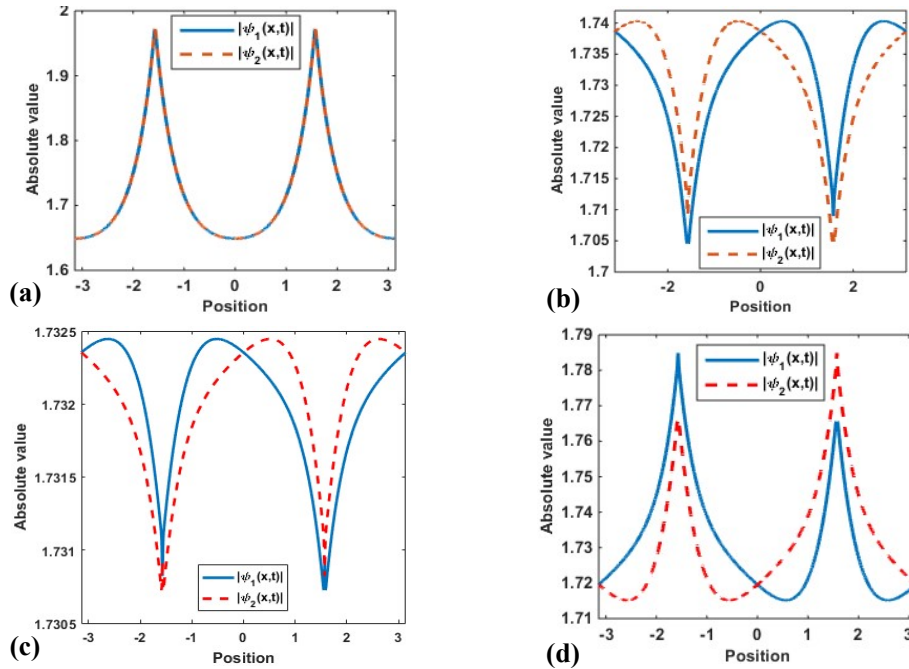 2
1.9
1.8
1.7
1.6
Absolute value
|ψ1(x,t)|
|ψ2(x,t)|
-3 -2 -1 0 1 2 3
Position
(a)
1.74
1.735
1.73
1.725
1.72
1.715
1.71
1.705
1.7
Absolute value
|ψ1(x,t)|
|ψ2(x,t)|
-2 0 2
Position
(b)
1.7325
1.732
1.7315
1.731
1.7305
Absolute value
|ψ1(x,t)|
|ψ2(x,t)|
-3 -2 -1 0 1 2 3
Position
(c)
1.79
1.78
1.77
1.76
1.75
1.74
1.73
1.72
1.71
Absolute value
|ψ1(x,t)|
|ψ2(x,t)|
-3 -2 -1 0 1 2 3
Position
(d)